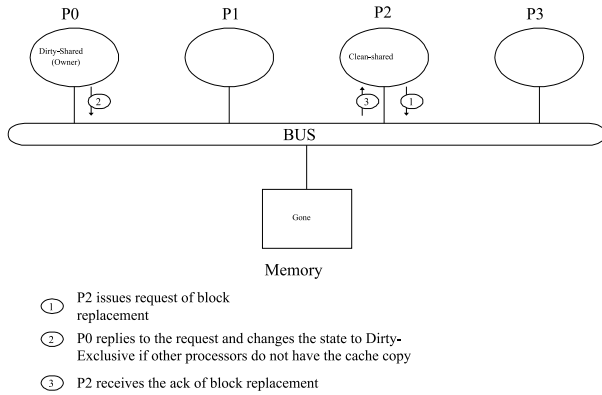 P0 P1 P2 P3
Dirty-Shared
(Owner)
Clean-shared
2 3 1
BUS
Gone
Memory
1 P2 issues request of block
replacement
2 P0 replies to the request and changes the state to Dirty-
Exclusive if other processors do not have the cache copy
3 P2 receives the ack of block replacement